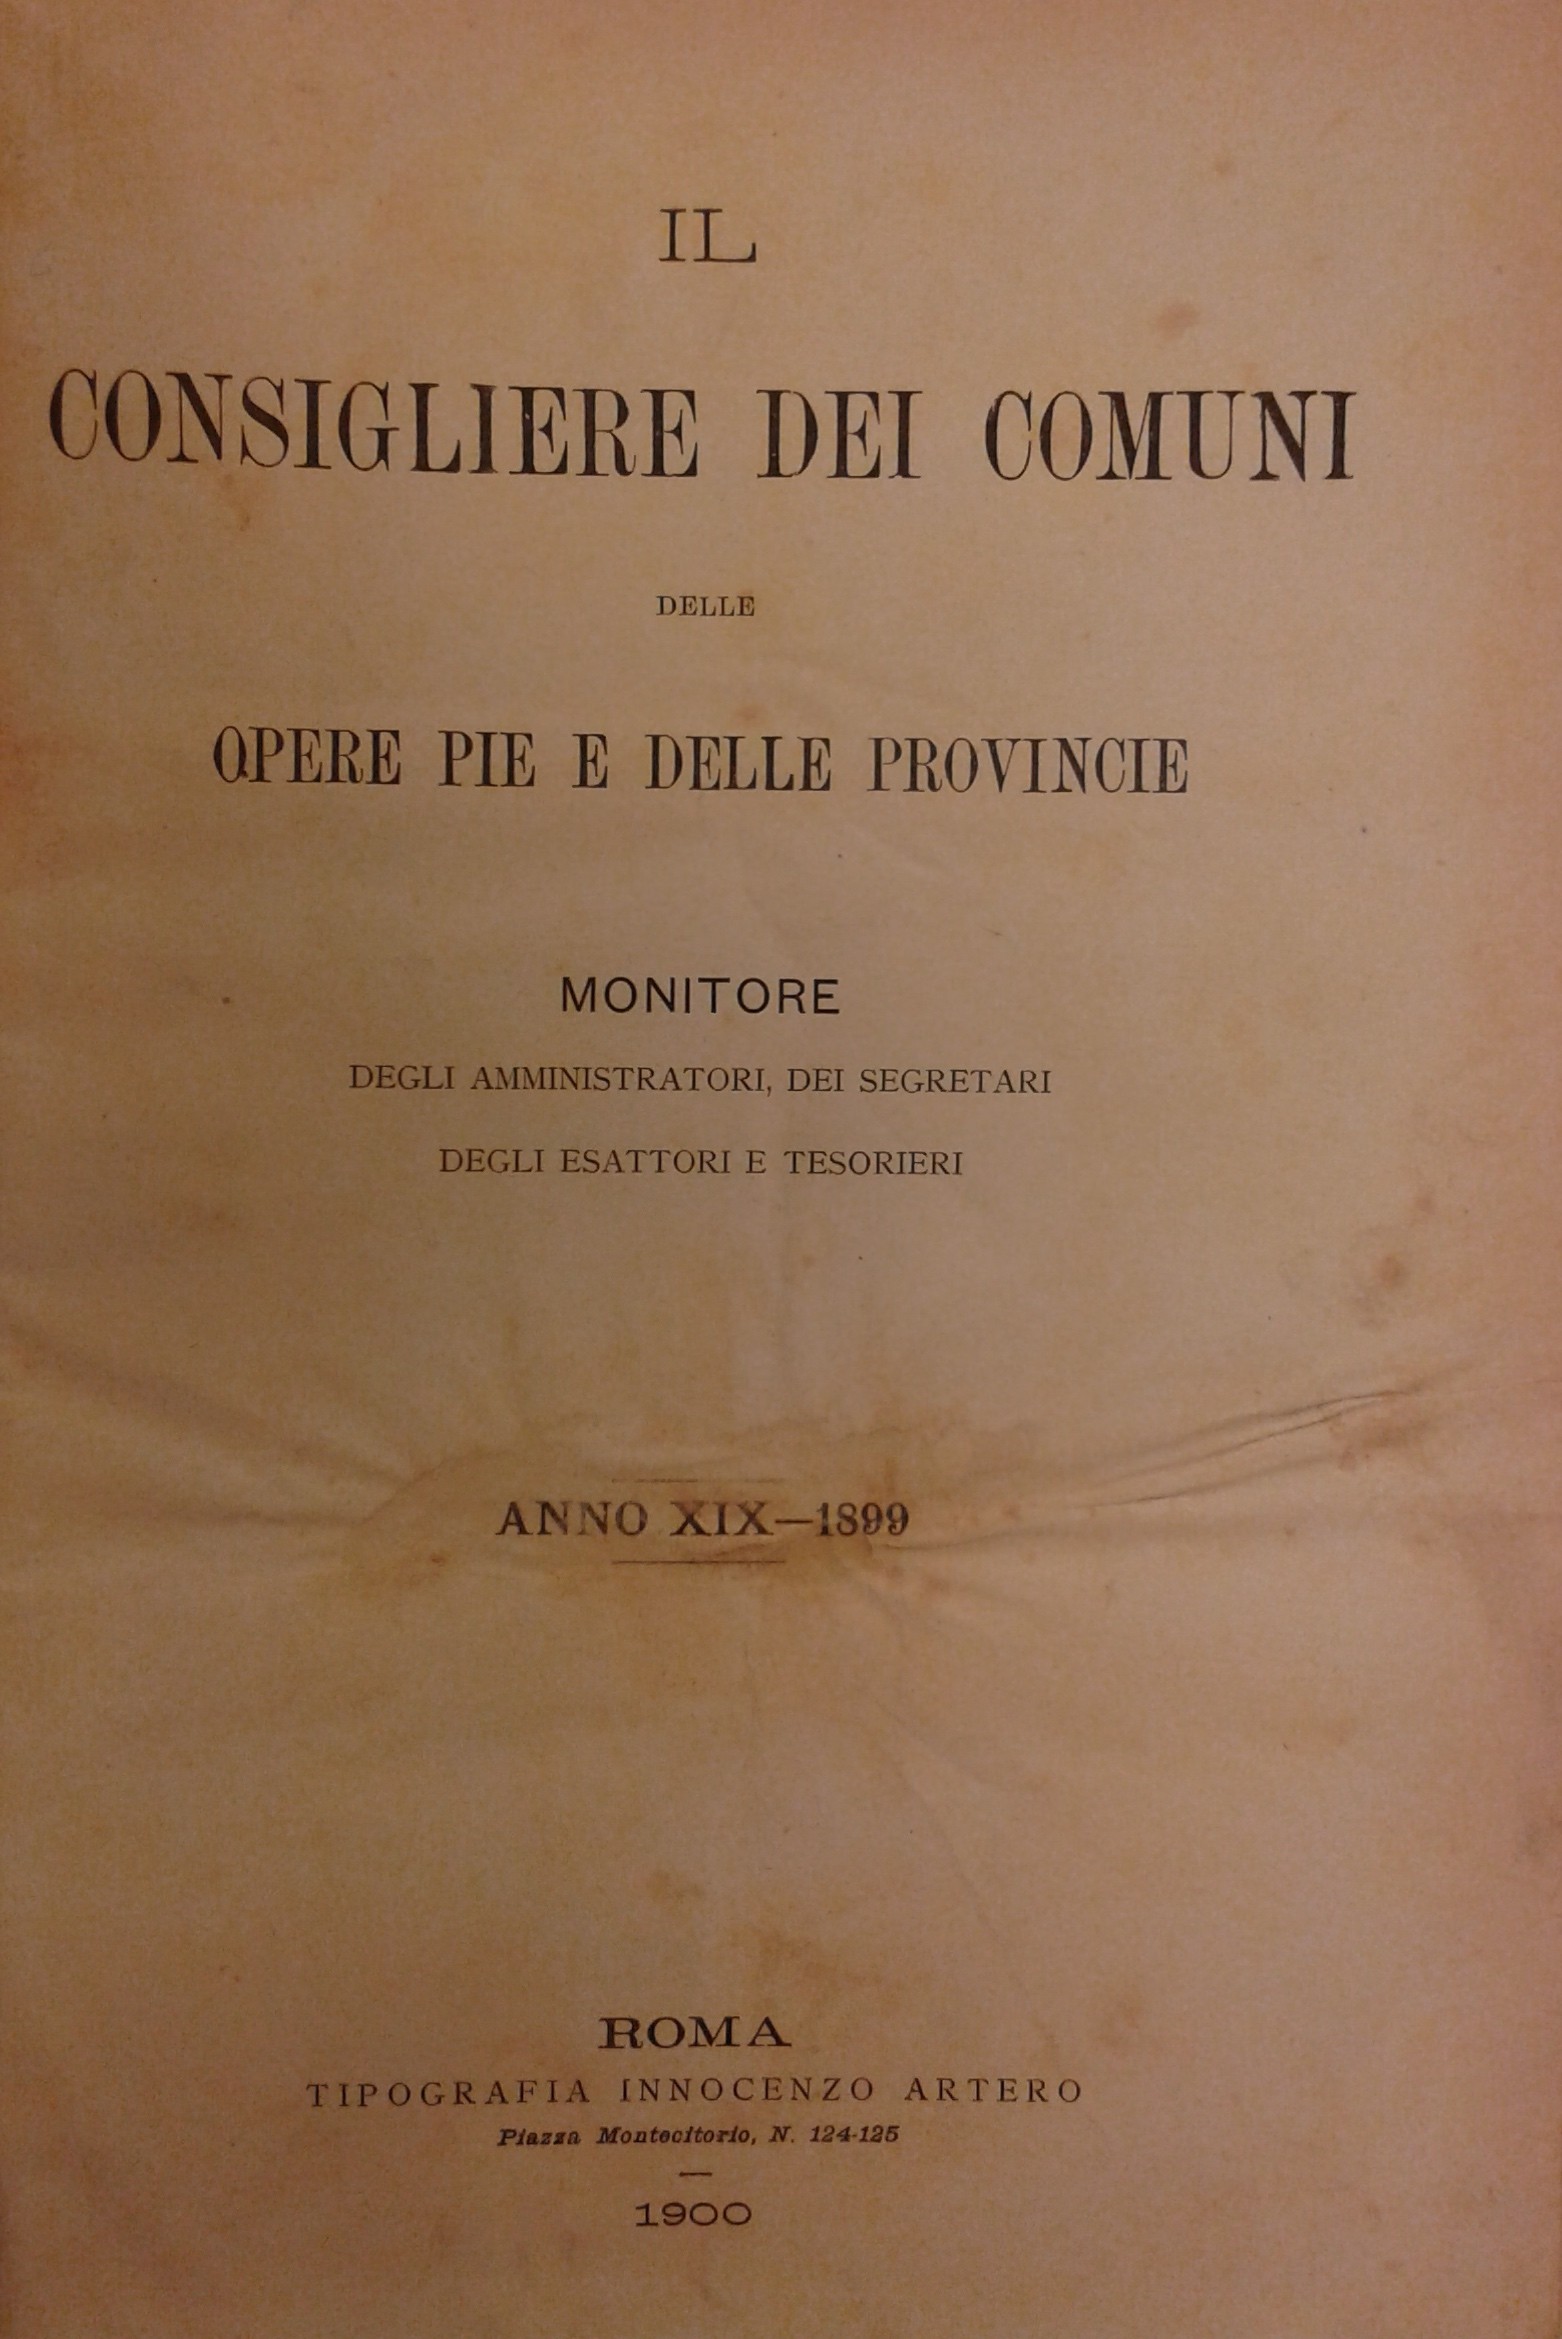 IL
CONSIGLIERE DEI COMUNI
DELLE
OPERE PIE E DELLE PROVINCIE
MONITORE
DEGLI AMMINISTRATORI, DEI SEGRETARI
DEGLI ESATTORI E TESORIERI
ANNO XIX—1899
ROMA
TIPOGRAFIA INNOCENZO ARTERO
Piazza Montecitorio, N. 124-125
1900